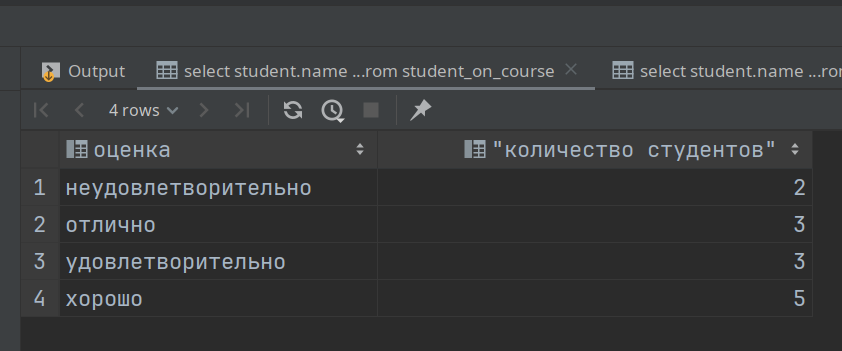 Output select student.name ...rom student_on_course select student.name ...ro
4 rows
оценка "количество студентов"
1 неудовлетворительно 2
2 отлично 3
3 удовлетворительно 3
4 хорошо 5